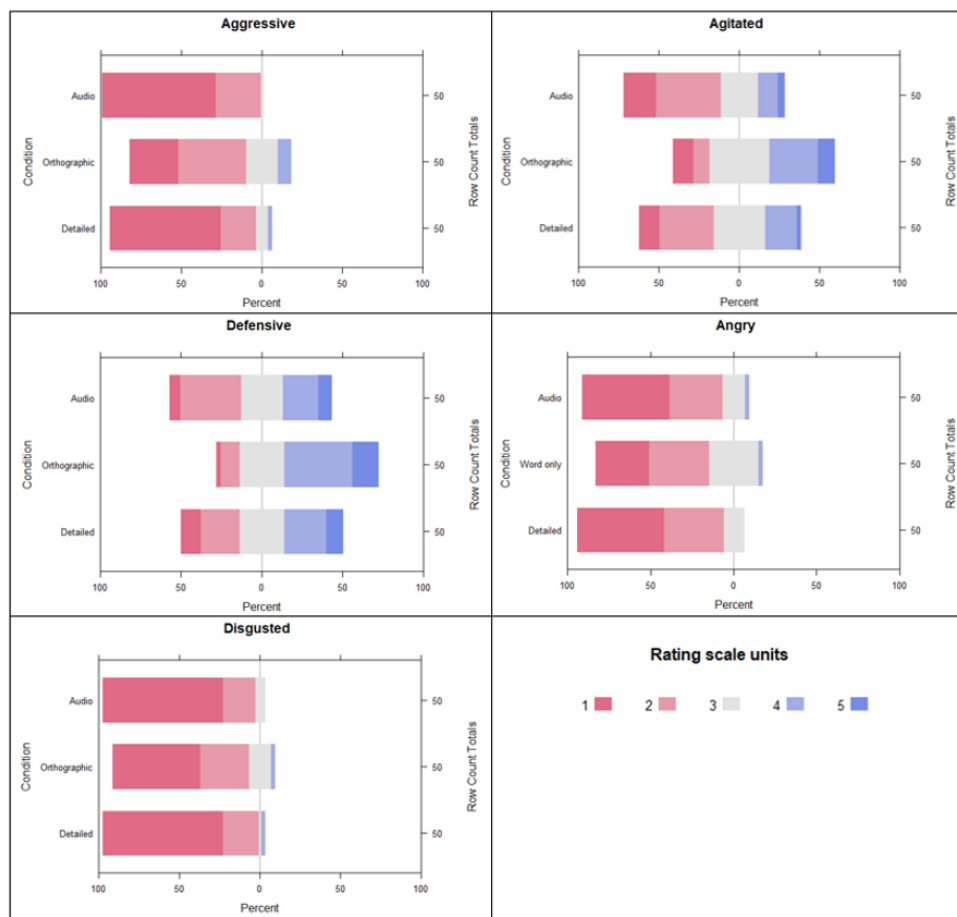 Aggressive
Condition
Audio
Orthographic
Detailed
50
50
50
Row Count Totals
100 50 0 50 100
Percent
Agitated
Condition
Audio
Orthographic
Detailed
50
50
50
Row Count Totals
100 50 0 50 100
Percent
Defensive
Condition
Audio
Orthographic
Detailed
50
50
50
Row Count Totals
100 50 0 50 100
Percent
Angry
Condition
Audio
Word only
Detailed
50
50
50
Row Count Totals
100 50 0 50 100
Percent
Disgusted
Condition
Audio
Orthographic
Detailed
50
50
50
Row Count Totals
100 50 0 50 100
Percent
Rating scale units
1 2 3 4 5